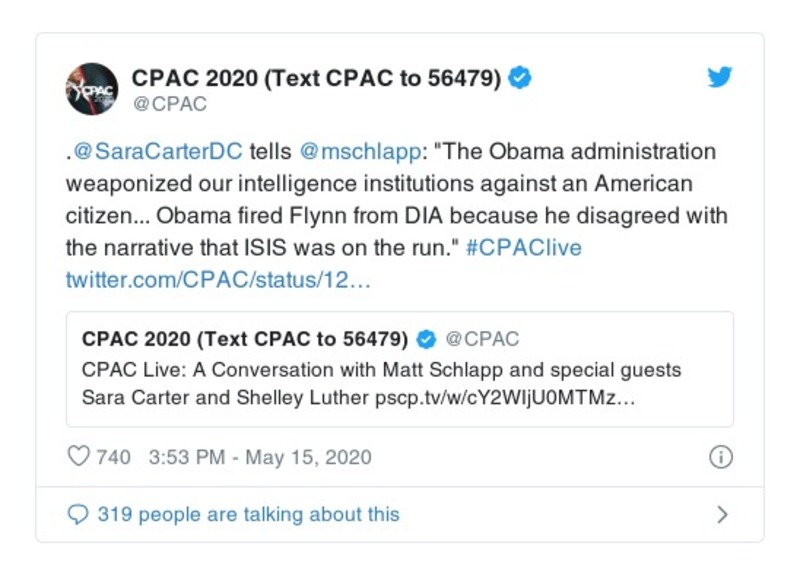 CPAC 2020 (Text CPAC to 56479)
@CPAC
.@SaraCarterDC tells @mschlapp: "The Obama administration
weaponized our intelligence institutions against an American
citizen... Obama fired Flynn from DIA because he disagreed with
the narrative that ISIS was on the run." #CPAClive
twitter.com/CPAC/status/12…
CPAC 2020 (Text CPAC to 56479) @CPAC
CPAC Live: A Conversation with Matt Schlapp and special guests
Sara Carter and Shelley Luther pscp.tv/w/cY2WIjU0MTMz…
740 3:53 PM - May 15, 2020
319 people are talking about this